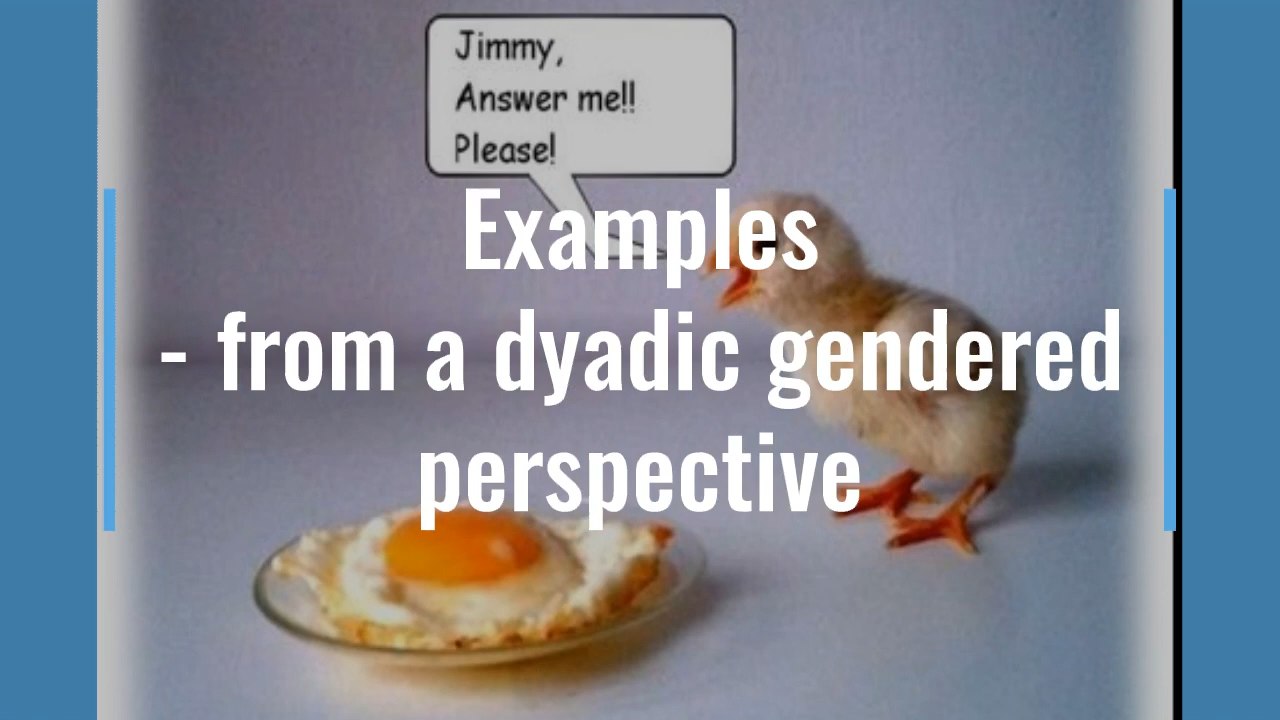 Jimmy,
Answer me!!
Please!
Examples
- from a dyadic gendered
perspective